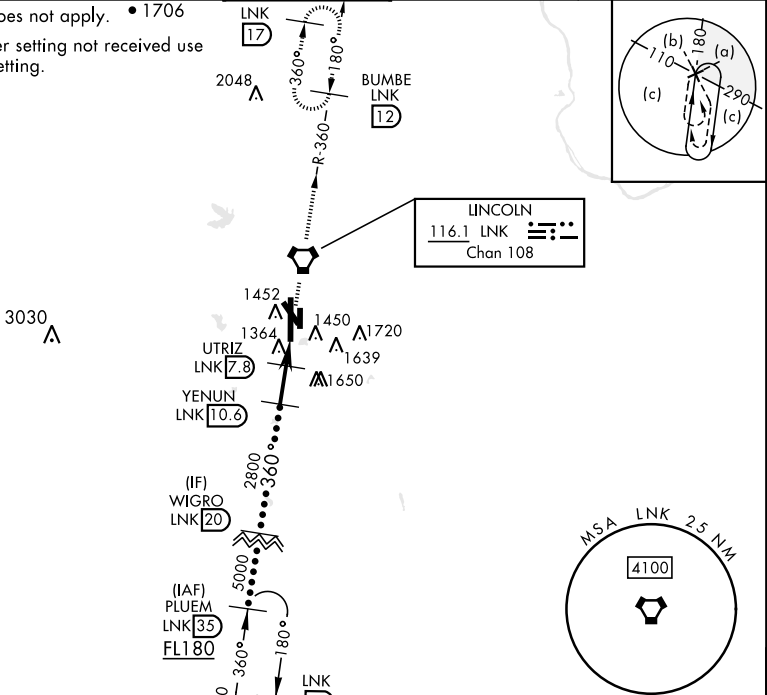 oes not apply. • 1706
er setting not received use
etting.
LNK
17
360°
180°
2048
BUMBE
LNK
12
R-360
(b)
180
(a)
110
(c)
290
(c)
LINCOLN
116.1 LNK
Chan 108
3030
1452
1450
1720
1364
1639
UTRIZ
LNK 7.8
1650
YENUN
LNK 10.6
2800
360°
(IF)
WIGRO
LNK 20
5000
(IAF)
PLUEM
LNK 35
FL180
360°
180°
LNK
MSA LNK 25 NM
4100